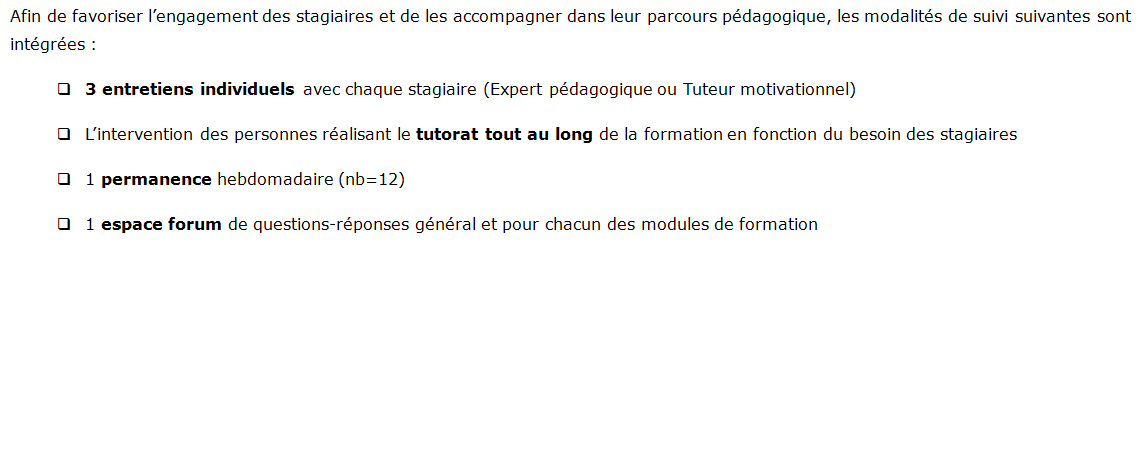 Afin de favoriser l’engagement des stagiaires et de les accompagner dans leur parcours pédagogique, les modalités de suivi suivantes sont
intégrées :
❑ 3 entretiens individuels avec chaque stagiaire (Expert pédagogique ou Tuteur motivationnel)
❑ L’intervention des personnes réalisant le tutorat tout au long de la formation en fonction du besoin des stagiaires
❑ 1 permanence hebdomadaire (nb=12)
❑ 1 espace forum de questions-réponses général et pour chacun des modules de formation